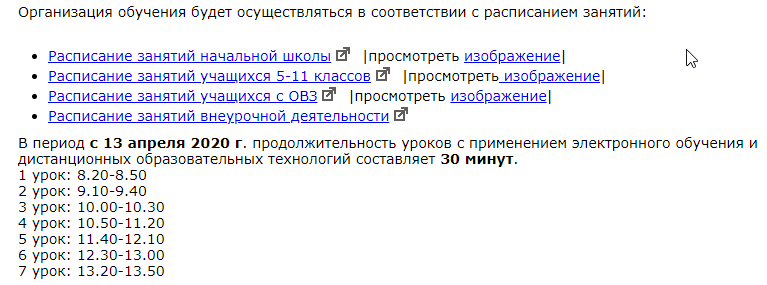 Организация обучения будет осуществляться в соответствии с расписанием занятий:
Расписание занятий начальной школы |просмотреть изображение|
Расписание занятий учащихся 5-11 классов |просмотреть изображение|
Расписание занятий учащихся с ОВЗ |просмотреть изображение|
Расписание занятий внеурочной деятельности
В период с 13 апреля 2020 г. продолжительность уроков с применением электронного обучения и
дистанционных образовательных технологий составляет 30 минут.
1 урок: 8.20-8.50
2 урок: 9.10-9.40
3 урок: 10.00-10.30
4 урок: 10.50-11.20
5 урок: 11.40-12.10
6 урок: 12.30-13.00
7 урок: 13.20-13.50